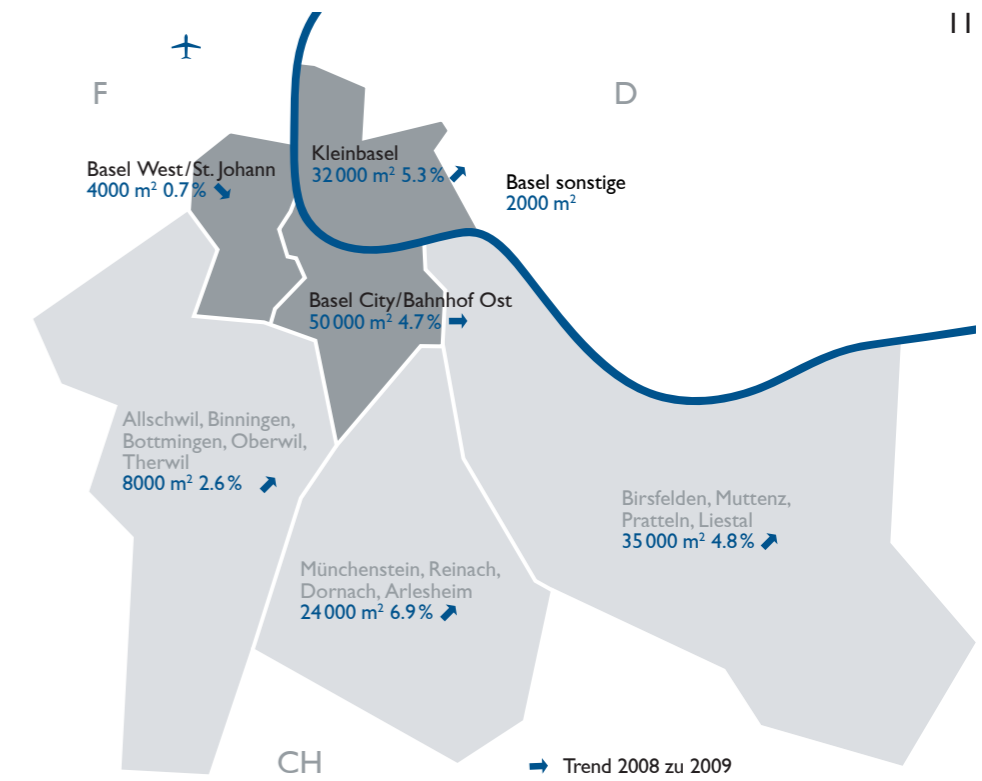 11
F
D
Kleinbasel
32 000 m² 5.3 %
Basel West/St. Johann
4000 m² 0.7 %
Basel sonstige
2000 m²
Basel City/Bahnhof Ost
50 000 m² 4.7 %
Allschwil, Binningen,
Bottmingen, Oberwil,
Therwil
8000 m² 2.6 %
Birsfelden, Muttenz,
Pratteln, Liestal
35 000 m² 4.8 %
Münchenstein, Reinach,
Dornach, Arlesheim
24 000 m² 6.9 %
CH
Trend 2008 zu 2009